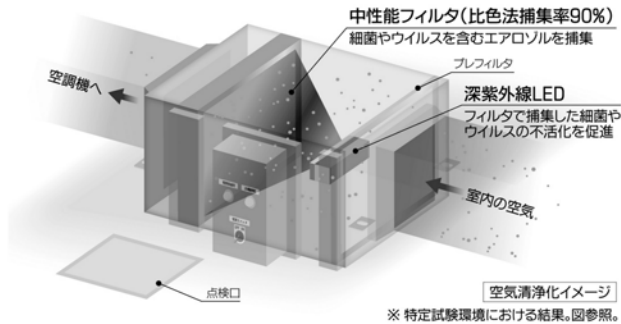 中性能フィルタ(比色法捕集率90%)
細菌やウイルスを含むエアロゾルを捕集
プレフィルタ
空調機へ
深紫外線LED
フィルタで捕集した細菌や
ウイルスの不活化を促進
室内の空気
点検口
空気清浄化イメージ
※ 特定試験環境における結果。図参照。